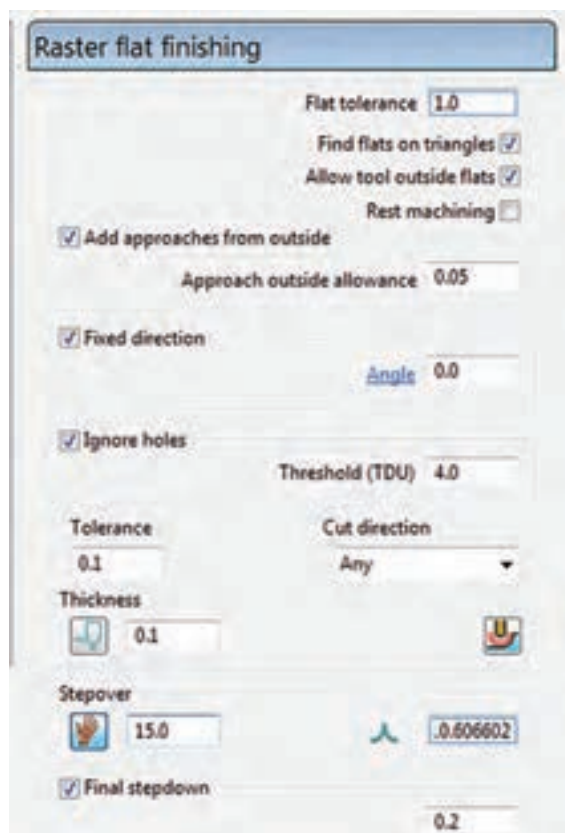 Raster flat finishing
Flat tolerance 1.0
Find flats on triangles
Allow tool outside flats
Rest machining
Add approaches from outside
Approach outside allowance 0.05
Fixed direction
Angle 0.0
Ignore holes
Threshold (TDU) 4.0
Tolerance Cut direction
0.1 Any
Thickness
0.1
Stepover
15.0 .0.606602
Final stepdown
0.2